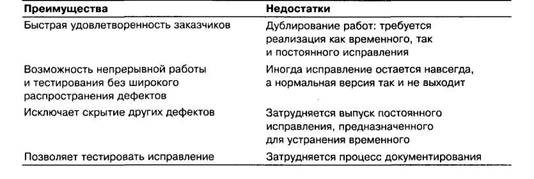 Преимущества Недостатки
Быстрая удовлетворенность заказчиков Дублирование работ: требуется
реализация как временного, так
и постоянного исправления
Возможность непрерывной работы Иногда исправление остается навсегда,
и тестирования без широкого а нормальная версия так и не выходит
распространения дефектов
Исключает скрытие других дефектов Затрудняется выпуск постоянного
исправления, предназначенного
для устранения временного
Позволяет тестировать исправление Затрудняется процесс документирования